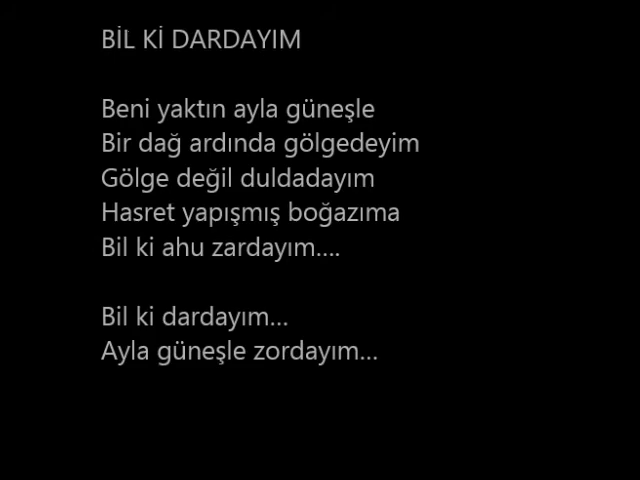 BİL Kİ DARDAYIM
Beni yaktın ayla güneşle
Bir dağ ardında gölgedeyim
Gölge değil duldadayım
Hasret yapışmış boğazıma
Bil ki ahu zardayım....
Bil ki dardayım...
Ayla güneşle zordayım...